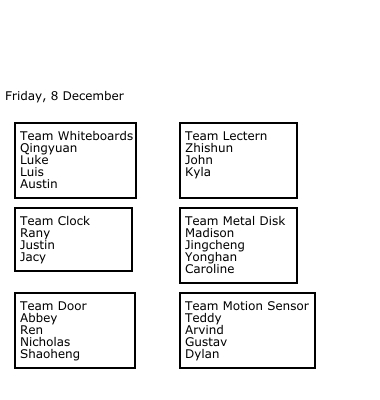 Friday, 8 December
Team Whiteboards
Qingyuan
Luke
Luis
Austin
Team Lectern
Zhishun
John
Kyla
Team Clock
Rany
Justin
Jacy
Team Metal Disk
Madison
Jingcheng
Yonghan
Caroline
Team Door
Abbey
Ren
Nicholas
Shaoheng
Team Motion Sensor
Teddy
Arvind
Gustav
Dylan